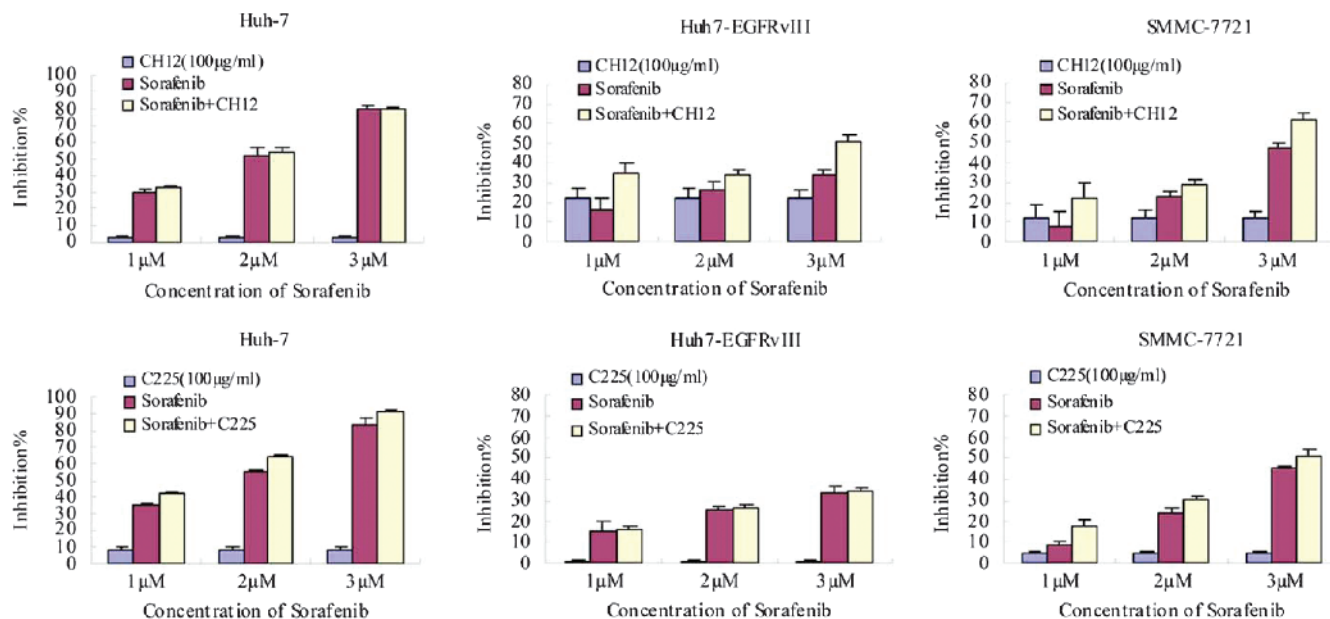 Huh-7
CH12(100μg/ml)
Sorafenib
Sorafenib+CH12
Inhibition%
100
90
80
70
60
50
40
30
20
10
0
1μM 2μM 3μM
Concentration of Sorafenib
Huh7-EGFRvIII
CH12(100μg/ml)
Sorafenib
Sorafenib+CH12
Inhibition%
80
70
60
50
40
30
20
10
0
1μM 2μM 3μM
Concentration of Sorafenib
SMMC-7721
CH12(100μg/ml)
Sorafenib
Sorafenib+CH12
Inhibition%
80
70
60
50
40
30
20
10
0
1μM 2μM 3μM
Concentration of Sorafenib
Huh-7
C225(100μg/ml)
Sorafenib
Sorafenib+C225
Inhibition%
100
90
80
70
60
50
40
30
20
10
0
1μM 2μM 3μM
Concentration of Sorafenib
Huh7-EGFRvIII
C225(100μg/ml)
Sorafenib
Sorafenib+C225
Inhibition%
80
70
60
50
40
30
20
10
0
1μM 2μM 3μM
Concentration of Sorafenib
SMMC-7721
C225(100μg/ml)
Sorafenib
Sorafenib+C225
Inhibition%
80
70
60
50
40
30
20
10
0
1μM 2μM 3μM
Concentration of Sorafenib